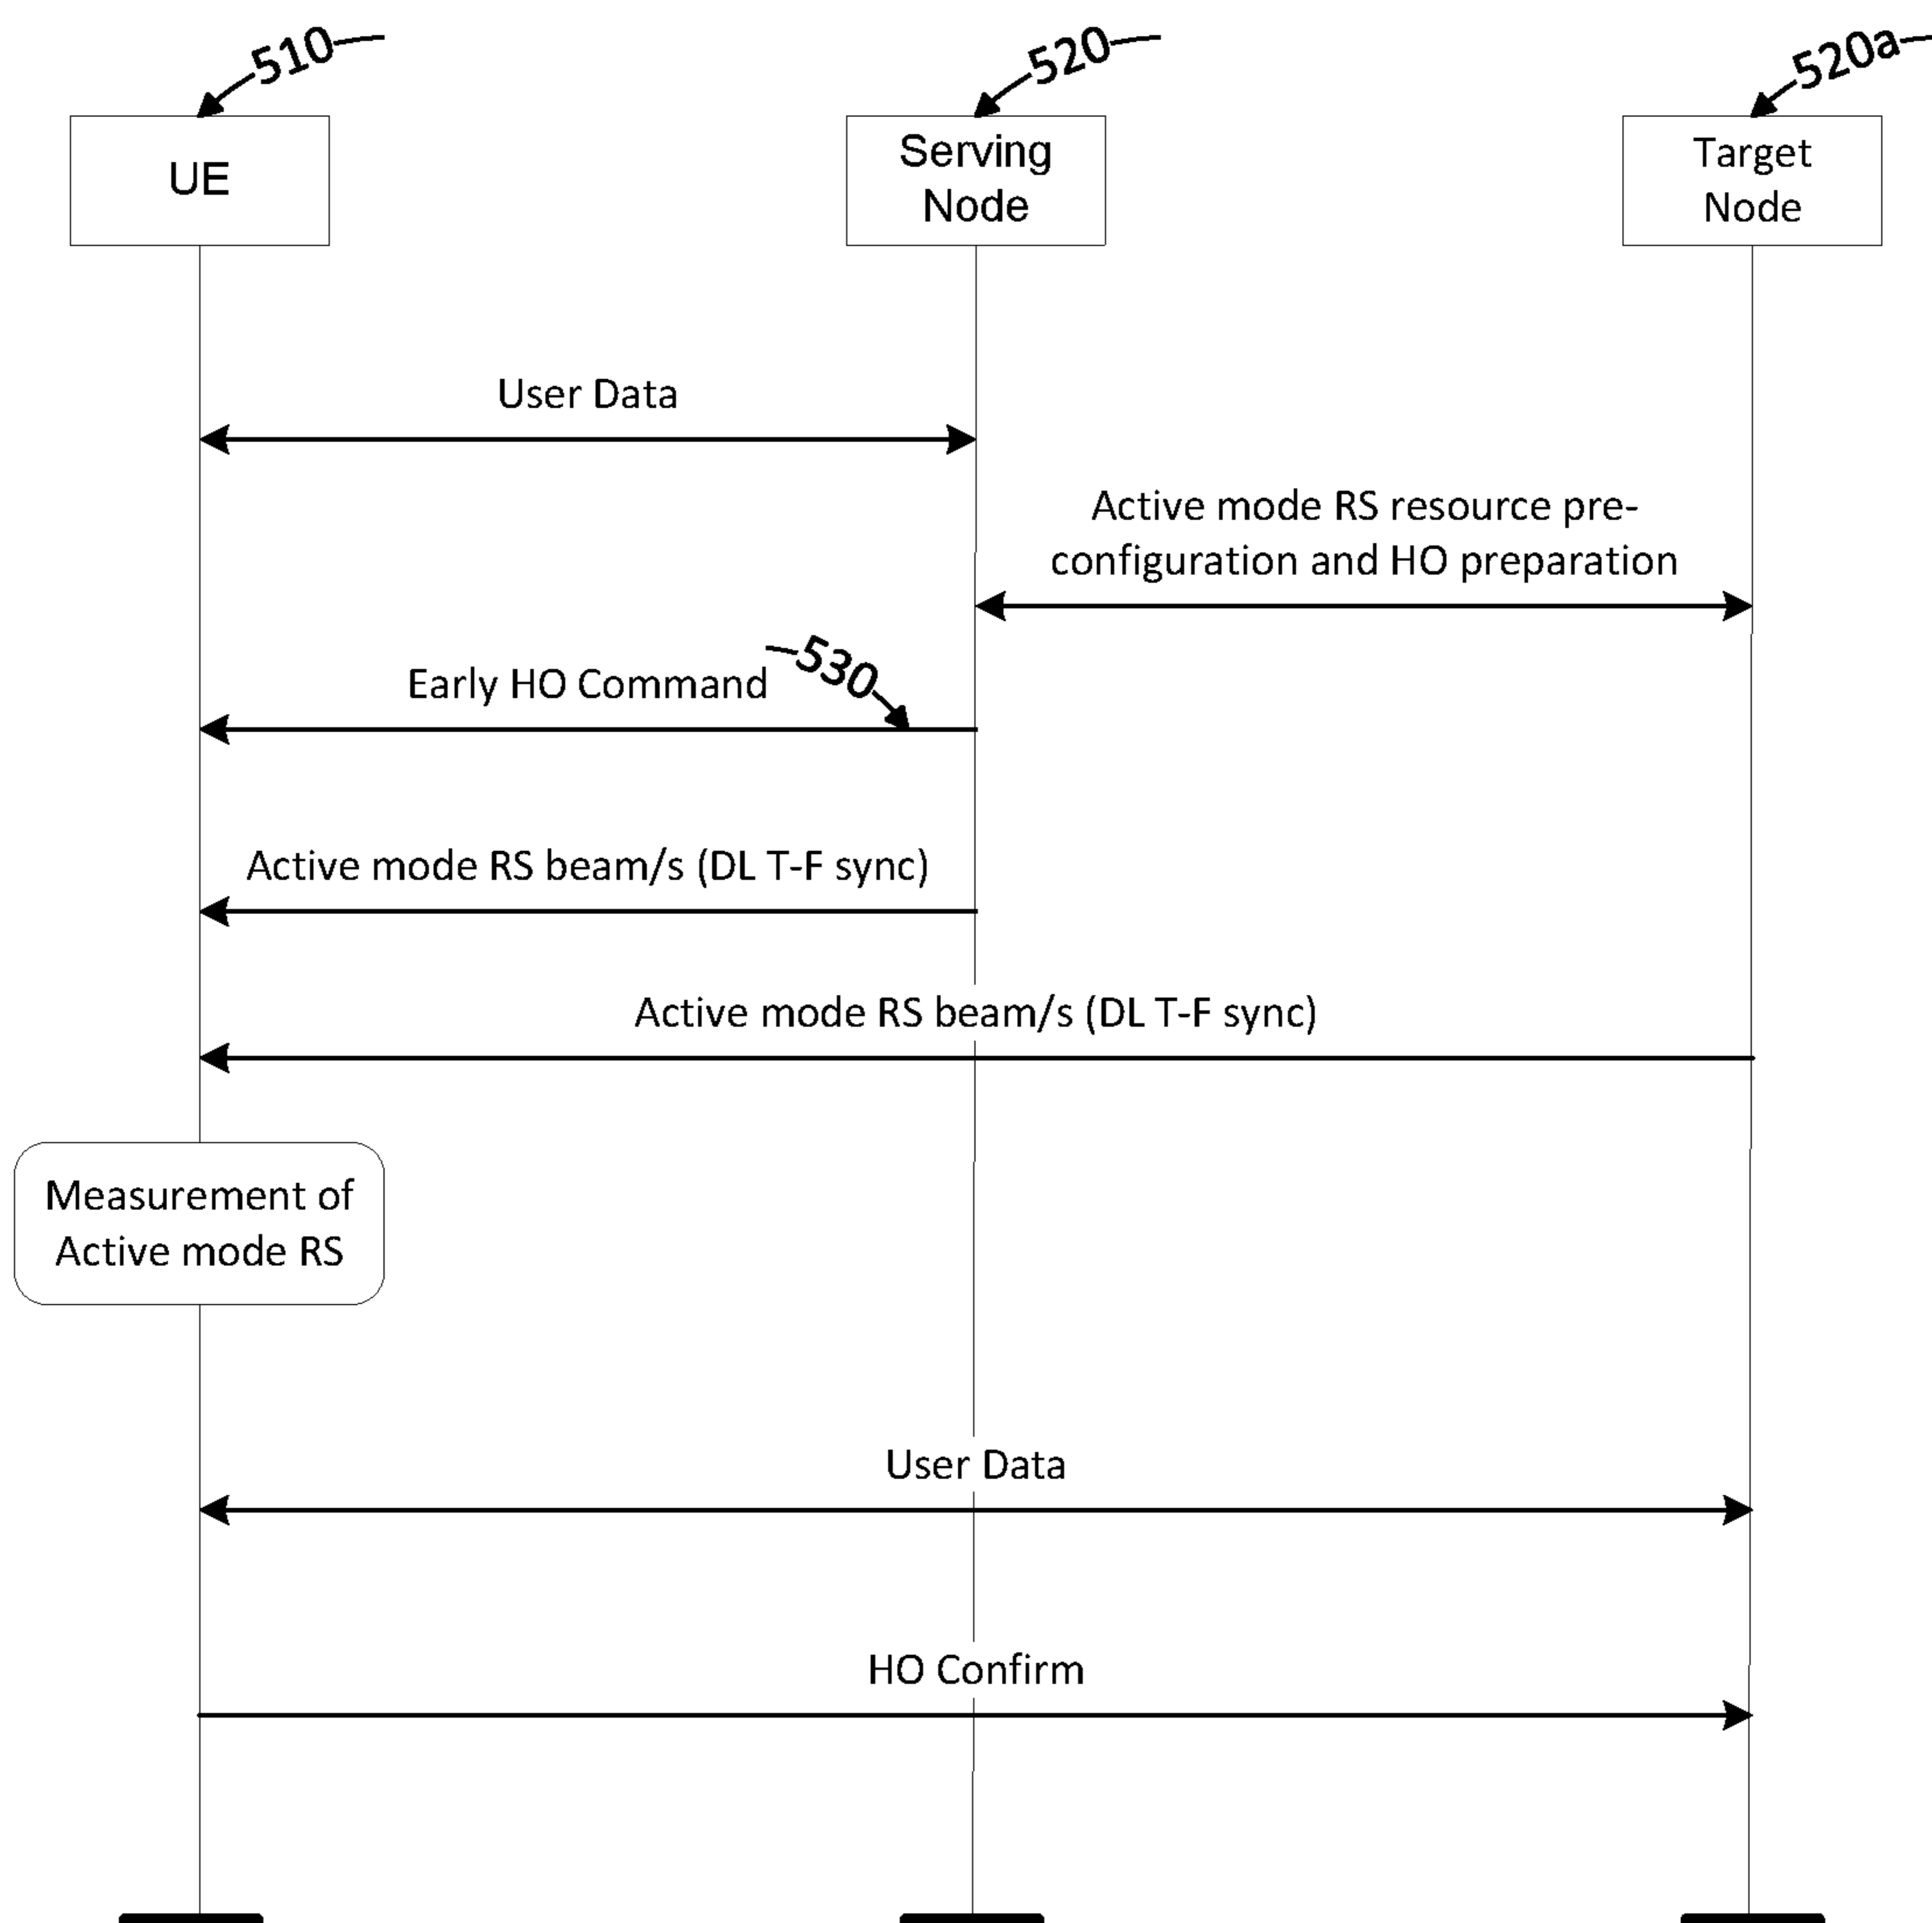 510
520
520a
UE
Serving
Node
Target
Node
User Data
Active mode RS resource pre-
configuration and HO preparation
530
Early HO Command
Active mode RS beam/s (DL T-F sync)
Active mode RS beam/s (DL T-F sync)
Measurement of
Active mode RS
User Data
HO Confirm